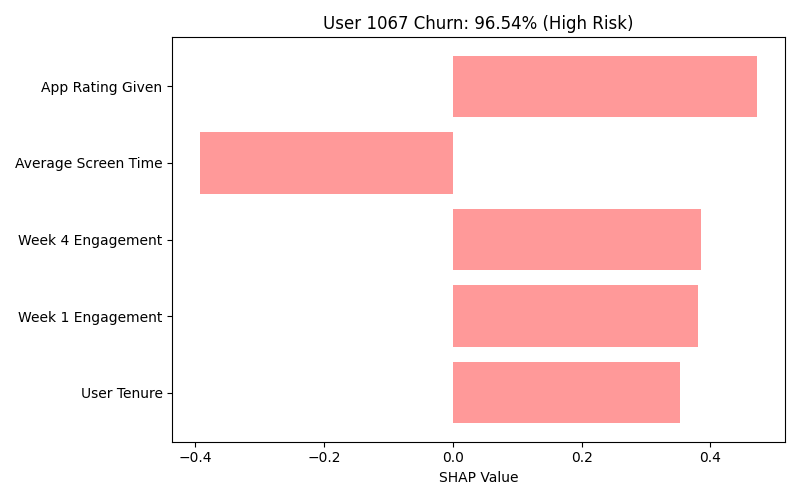 User 1067 Churn: 96.54% (High Risk)
App Rating Given
Average Screen Time
Week 4 Engagement
Week 1 Engagement
User Tenure
−0.4 −0.2 0.0 0.2 0.4
SHAP Value